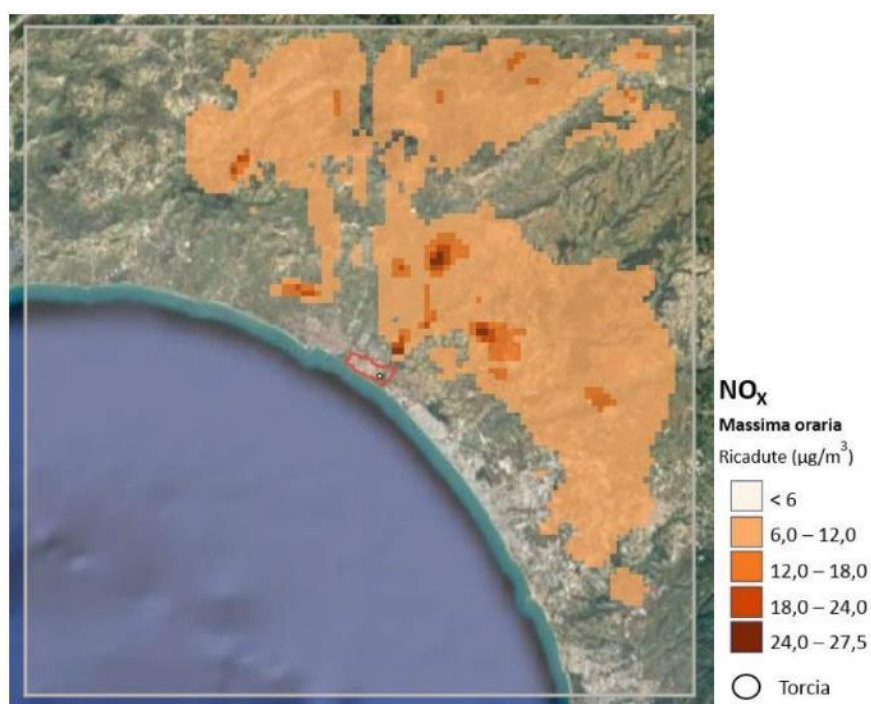 NOX
Massima oraria
Ricadute (µg/m³)
< 6
6,0 – 12,0
12,0 – 18,0
18,0 – 24,0
24,0 – 27,5
Torcia